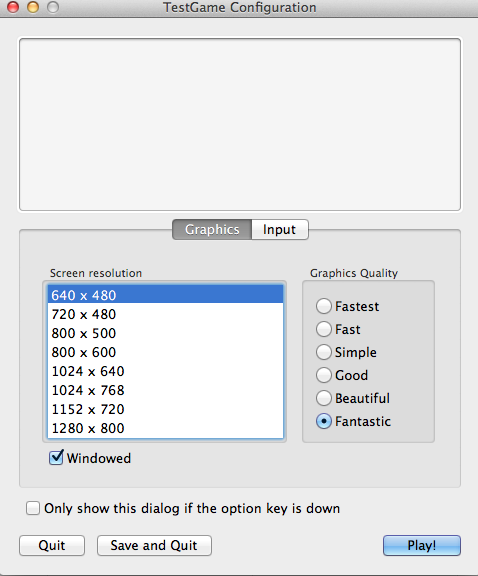 TestGame Configuration
Graphics
Input
Screen resolution
640 x 480
720 x 480
800 x 500
800 x 600
1024 x 640
1024 x 768
1152 x 720
1280 x 800
Windowed
Graphics Quality
Fastest
Fast
Simple
Good
Beautiful
Fantastic
Only show this dialog if the option key is down
Quit
Save and Quit
Play!